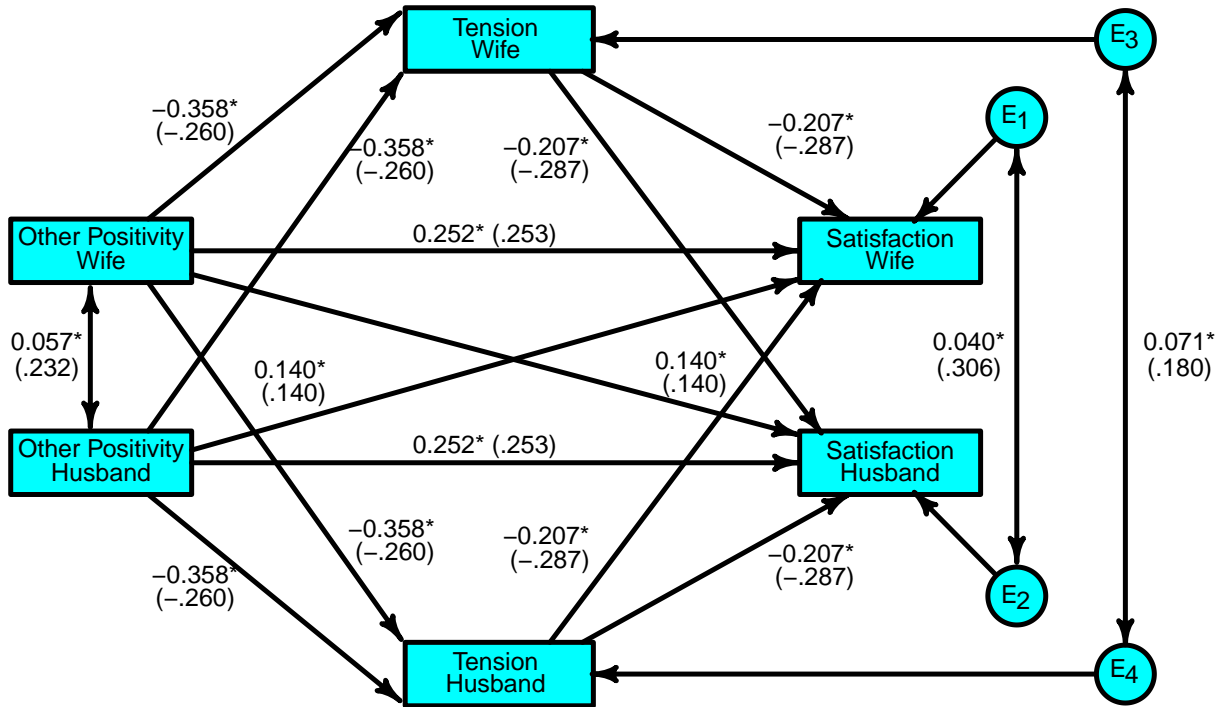 Tension
Wife
E3
−0.358*
(−.260)
−0.358*
(−.260)
−0.207*
(−.287)
−0.207*
(−.287)
E1
Other Positivity
Wife
0.252* (.253)
Satisfaction
Wife
0.057*
(.232)
0.140*
(.140)
0.140*
(.140)
0.040*
(.306)
0.071*
(.180)
Other Positivity
Husband
0.252* (.253)
Satisfaction
Husband
−0.358*
(−.260)
−0.358*
(−.260)
−0.207*
(−.287)
−0.207*
(−.287)
E2
Tension
Husband
E4